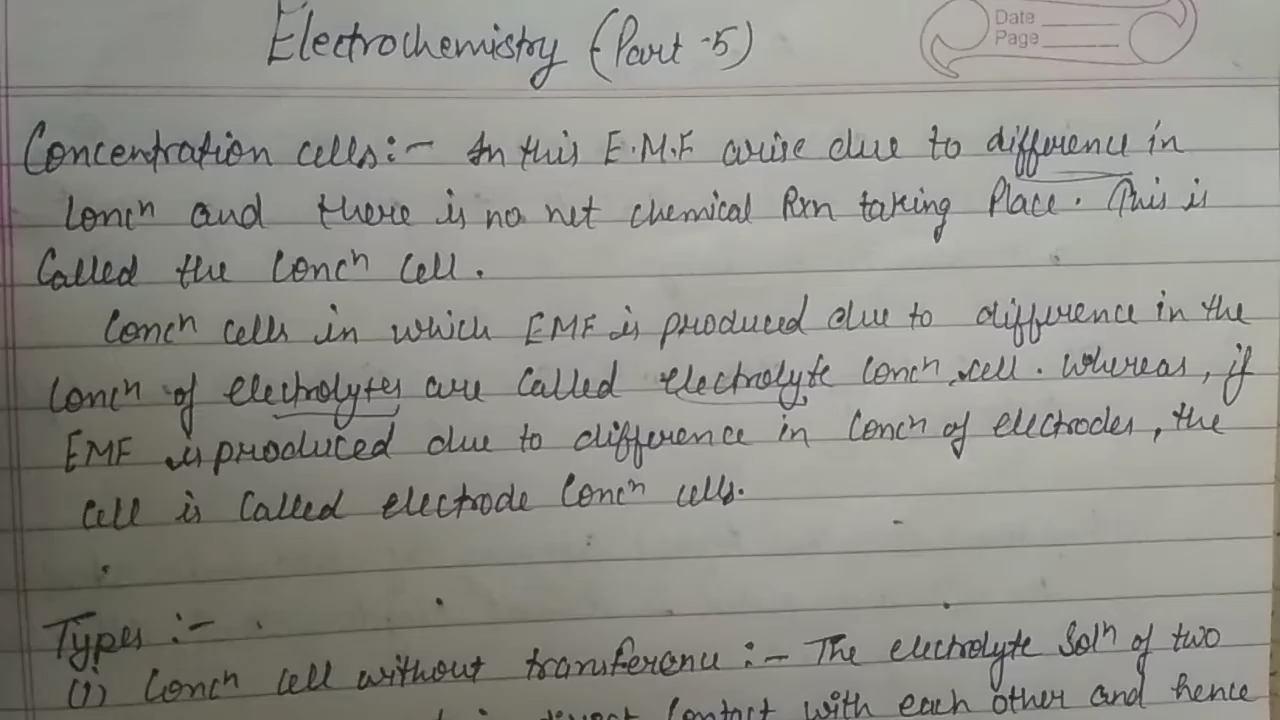 Electrochemistry (Part -5)
Date
Page
Concentration cells:- In this E.M.F arise due to difference in
Concn and there is no net chemical Rxn taking Place. This is
Called the Concn Cell.
Concn cells in which EMF is produced due to difference in the
Concn of electrolytes are Called electrolyte Concn cell. whereas, if
EMF is produced due to difference in Concn of electrodes, the
Cell is Called electrode Concn cells.
Types :-
(1) Concn cell without transference :- The electrolyte Soln of two
direct Contact with each other and hence